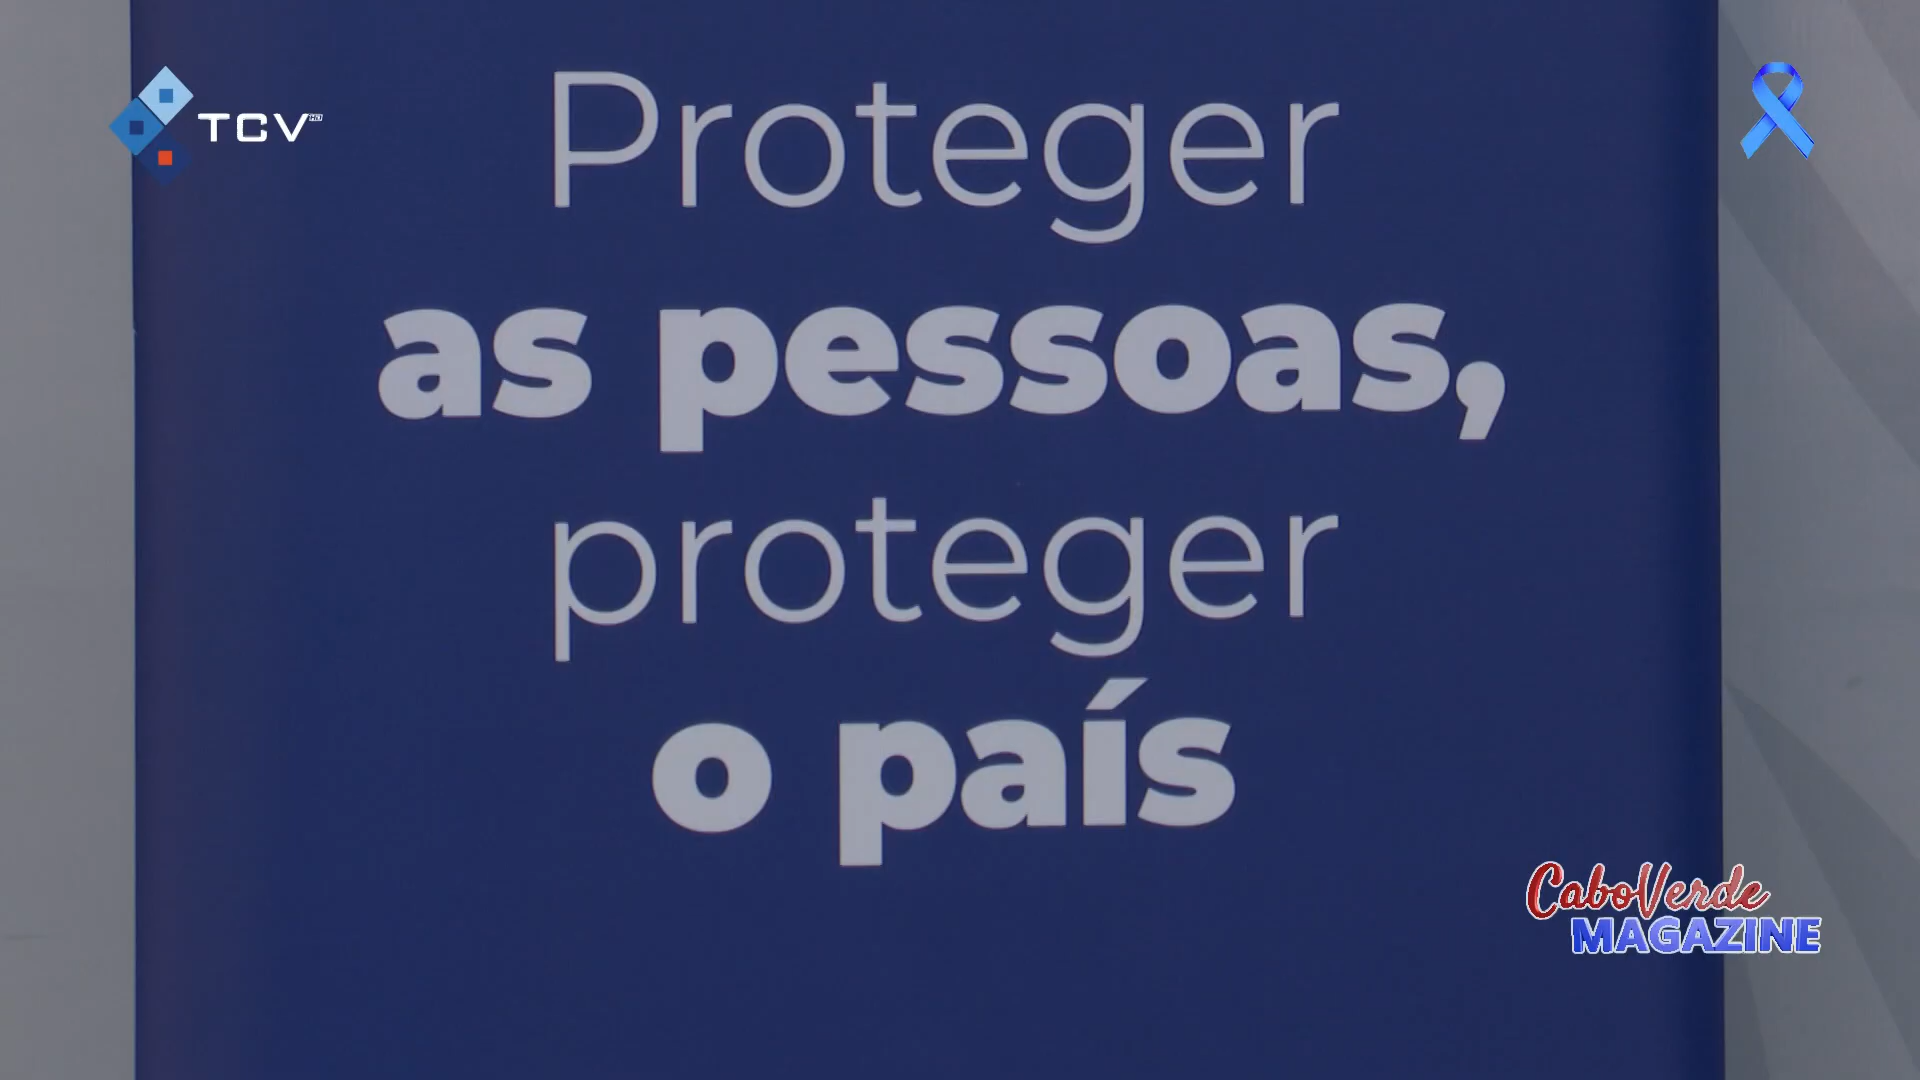 TCV HD
Proteger
as pessoas,
proteger
o país
CaboVerde
MAGAZINE